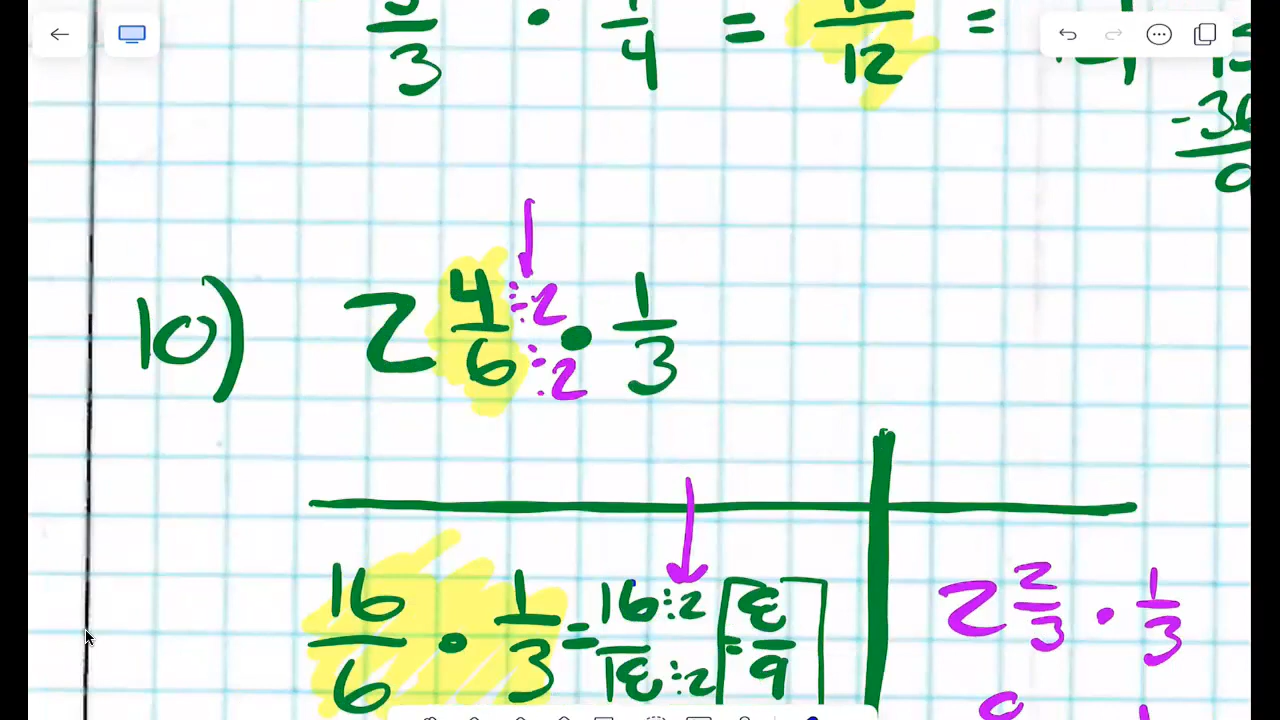 /3 · /4 = /12 =
-36
0
10) 2 4/6 ÷2/÷2 · 1/3
16/6 · 1/3 = 16÷2/18÷2 = 8/9
2 2/3 · 1/3